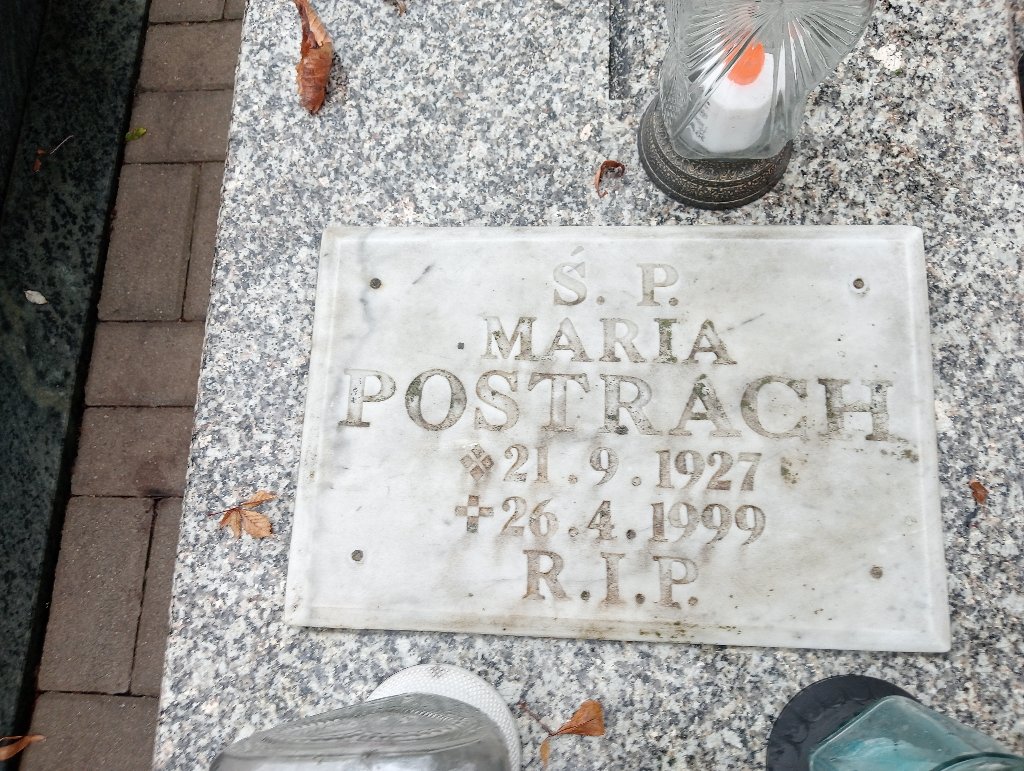 Ś. P.
MARIA
POSTRACH
21.9.1927
26.4.1999
R.I.P.